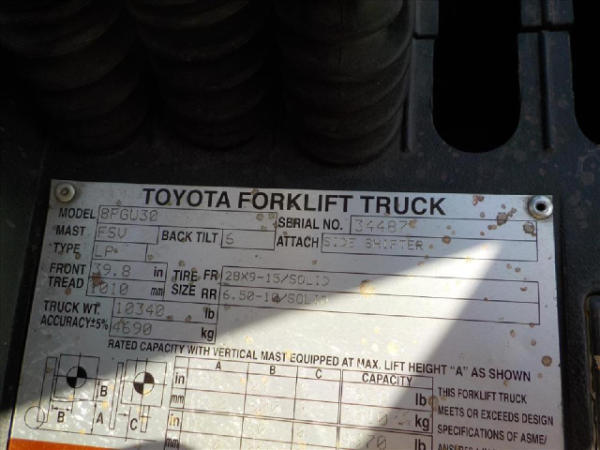 TOYOTA FORKLIFT TRUCK
MODEL 8FGU30 SERIAL NO. 34487
MAST FSV BACK TILT 6 ATTACH SIDE SHIFTER
TYPE LP
FRONT TREAD 39.8 in 1010 mm
TIRE SIZE FR 28X9-15/SOLID
RR 6.50-10/SOLID
TRUCK WT. 10340 lb
ACCURACY±5% 4690 kg
RATED CAPACITY WITH VERTICAL MAST EQUIPPED AT MAX. LIFT HEIGHT "A" AS SHOWN
A B C CAPACITY
in lb
mm kg
in lb
mm
B A C
B
THIS FORKLIFT TRUCK
MEETS OR EXCEEDS DESIGN
SPECIFICATIONS OF ASME/